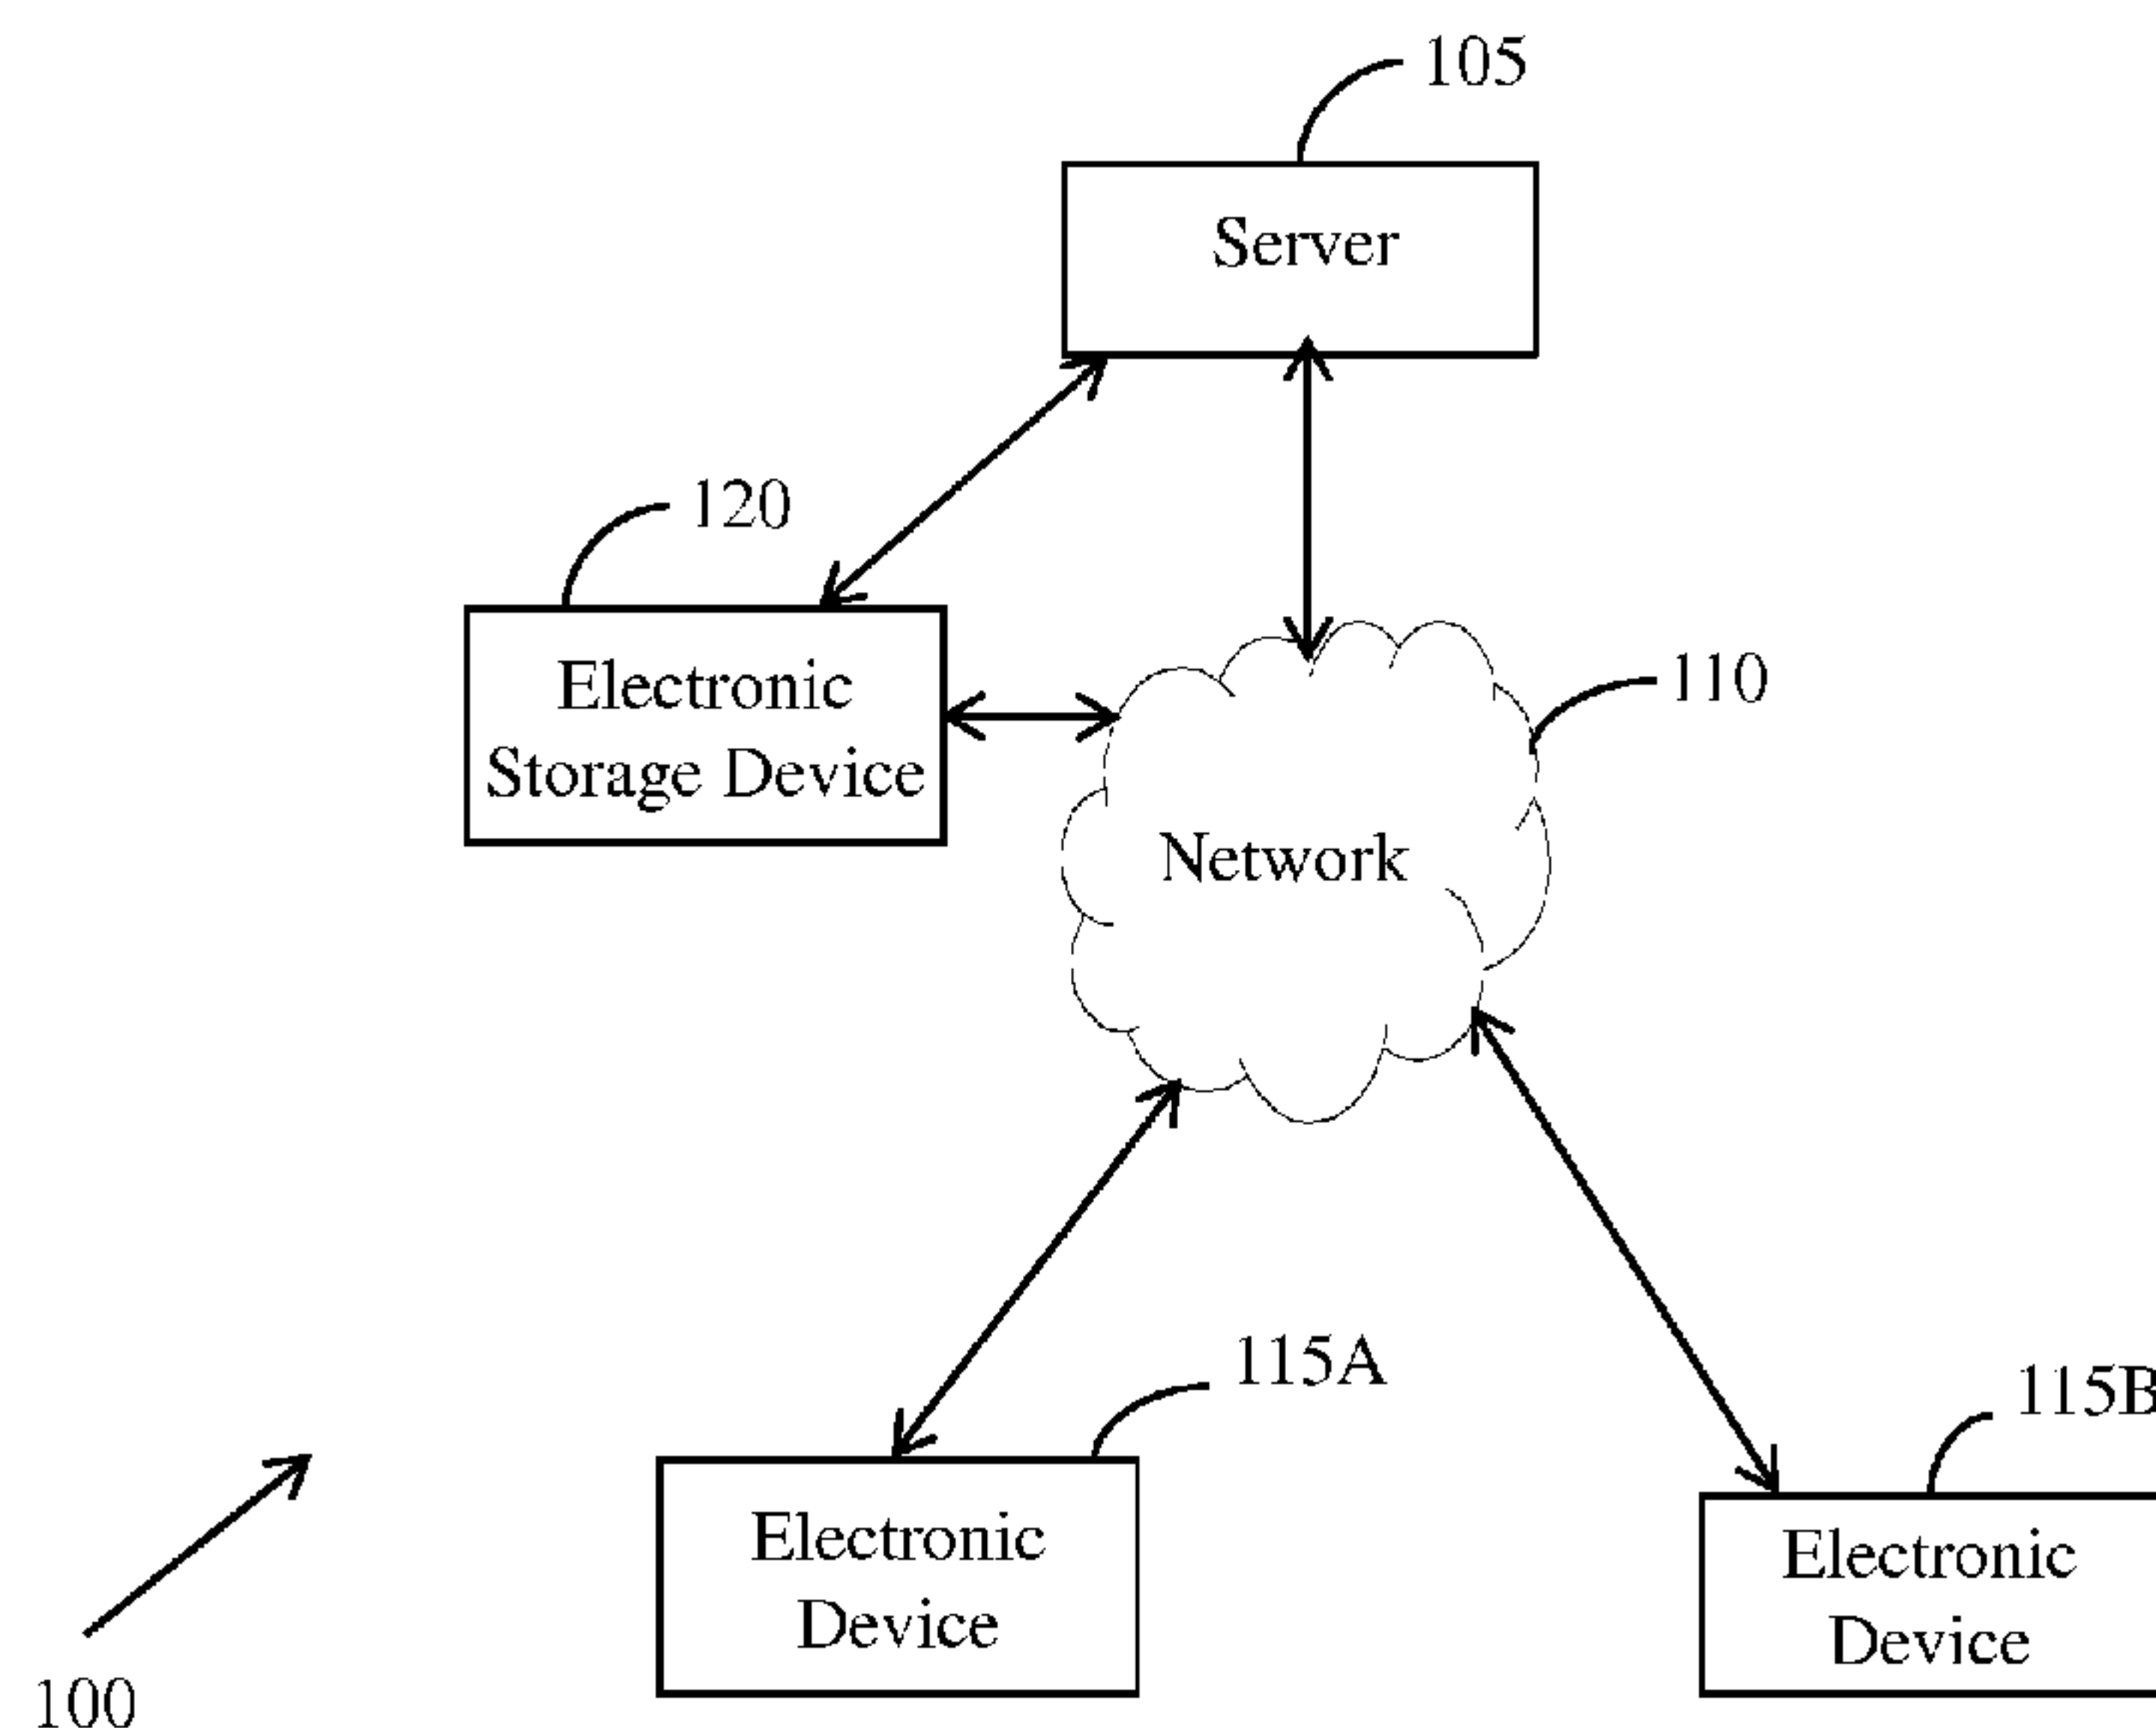 105
Server
120
Electronic
Storage Device
110
Network
115A
115B
Electronic
Device
Electronic
Device
100